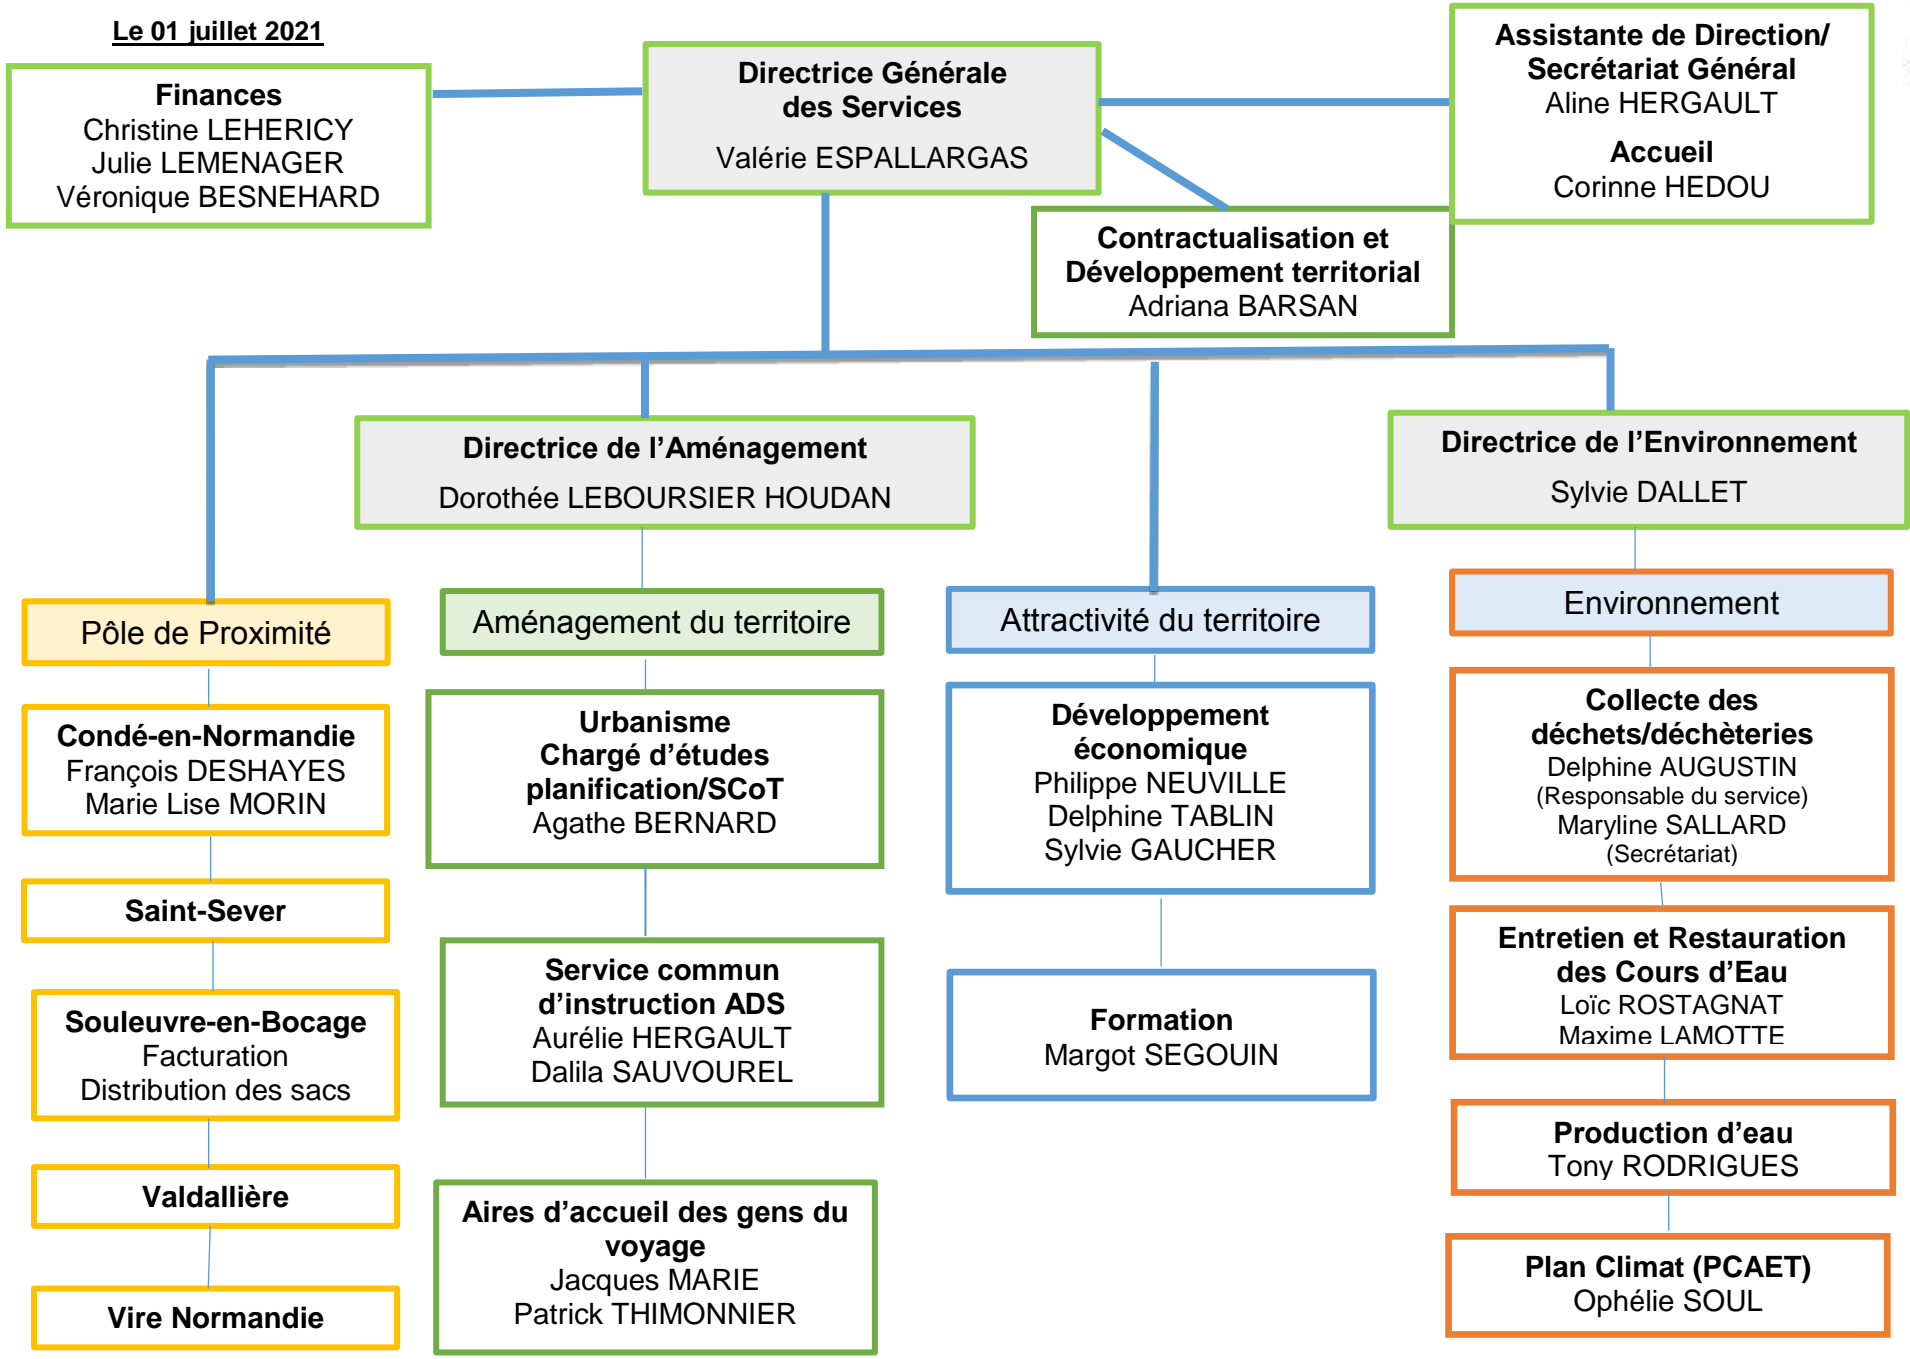 Le 01 juillet 2021
Finances
Christine LEHERICY
Julie LEMENAGER
Véronique BESNEHARD
Directrice Générale
des Services
Valérie ESPALLARGAS
Assistante de Direction/
Secrétariat Général
Aline HERGAULT
Accueil
Corinne HEDOU
Contractualisation et
Développement territorial
Adriana BARSAN
Directrice de l’Aménagement
Dorothée LEBOURSIER HOUDAN
Directrice de l’Environnement
Sylvie DALLET
Pôle de Proximité
Condé-en-Normandie
François DESHAYES
Marie Lise MORIN
Saint-Sever
Souleuvre-en-Bocage
Facturation
Distribution des sacs
Valdallière
Vire Normandie
Aménagement du territoire
Urbanisme
Chargé d’études
planification/SCoT
Agathe BERNARD
Service commun
d’instruction ADS
Aurélie HERGAULT
Dalila SAUVOUREL
Aires d’accueil des gens du
voyage
Jacques MARIE
Patrick THIMONNIER
Attractivité du territoire
Développement
économique
Philippe NEUVILLE
Delphine TABLIN
Sylvie GAUCHER
Formation
Margot SEGOUIN
Environnement
Collecte des
déchets/déchèteries
Delphine AUGUSTIN
(Responsable du service)
Maryline SALLARD
(Secrétariat)
Entretien et Restauration
des Cours d’Eau
Loïc ROSTAGNAT
Maxime LAMOTTE
Production d’eau
Tony RODRIGUES
Plan Climat (PCAET)
Ophélie SOUL